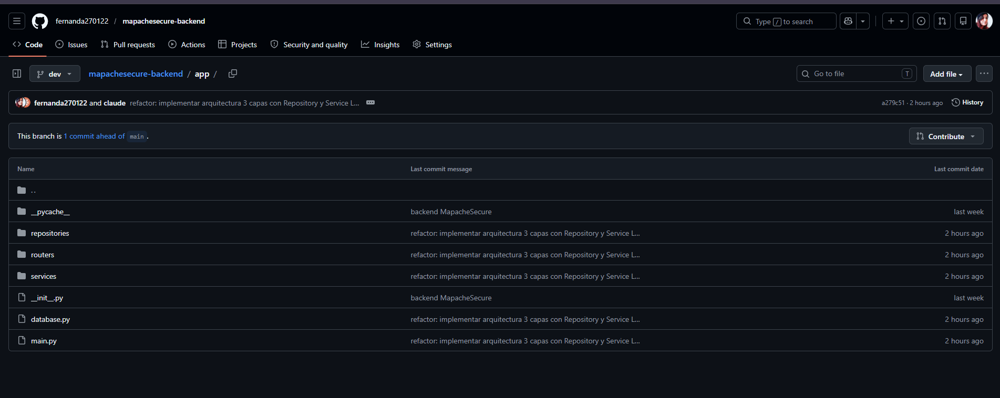 fernanda270122 / mapachesecure-backend
Type / to search
Code
Issues
Pull requests
Actions
Projects
Security and quality
Insights
Settings
dev
mapachesecure-backend / app /
Go to file
T
Add file
fernanda270122 and claude refactor: implementar arquitectura 3 capas con Repository y Service L...
a279c51 · 2 hours ago
History
This branch is 1 commit ahead of main .
Contribute
Name Last commit message Last commit date
..
__pycache__ backend MapacheSecure last week
repositories refactor: implementar arquitectura 3 capas con Repository y Service L... 2 hours ago
routers refactor: implementar arquitectura 3 capas con Repository y Service L... 2 hours ago
services refactor: implementar arquitectura 3 capas con Repository y Service L... 2 hours ago
__init__.py backend MapacheSecure last week
database.py refactor: implementar arquitectura 3 capas con Repository y Service L... 2 hours ago
main.py refactor: implementar arquitectura 3 capas con Repository y Service L... 2 hours ago